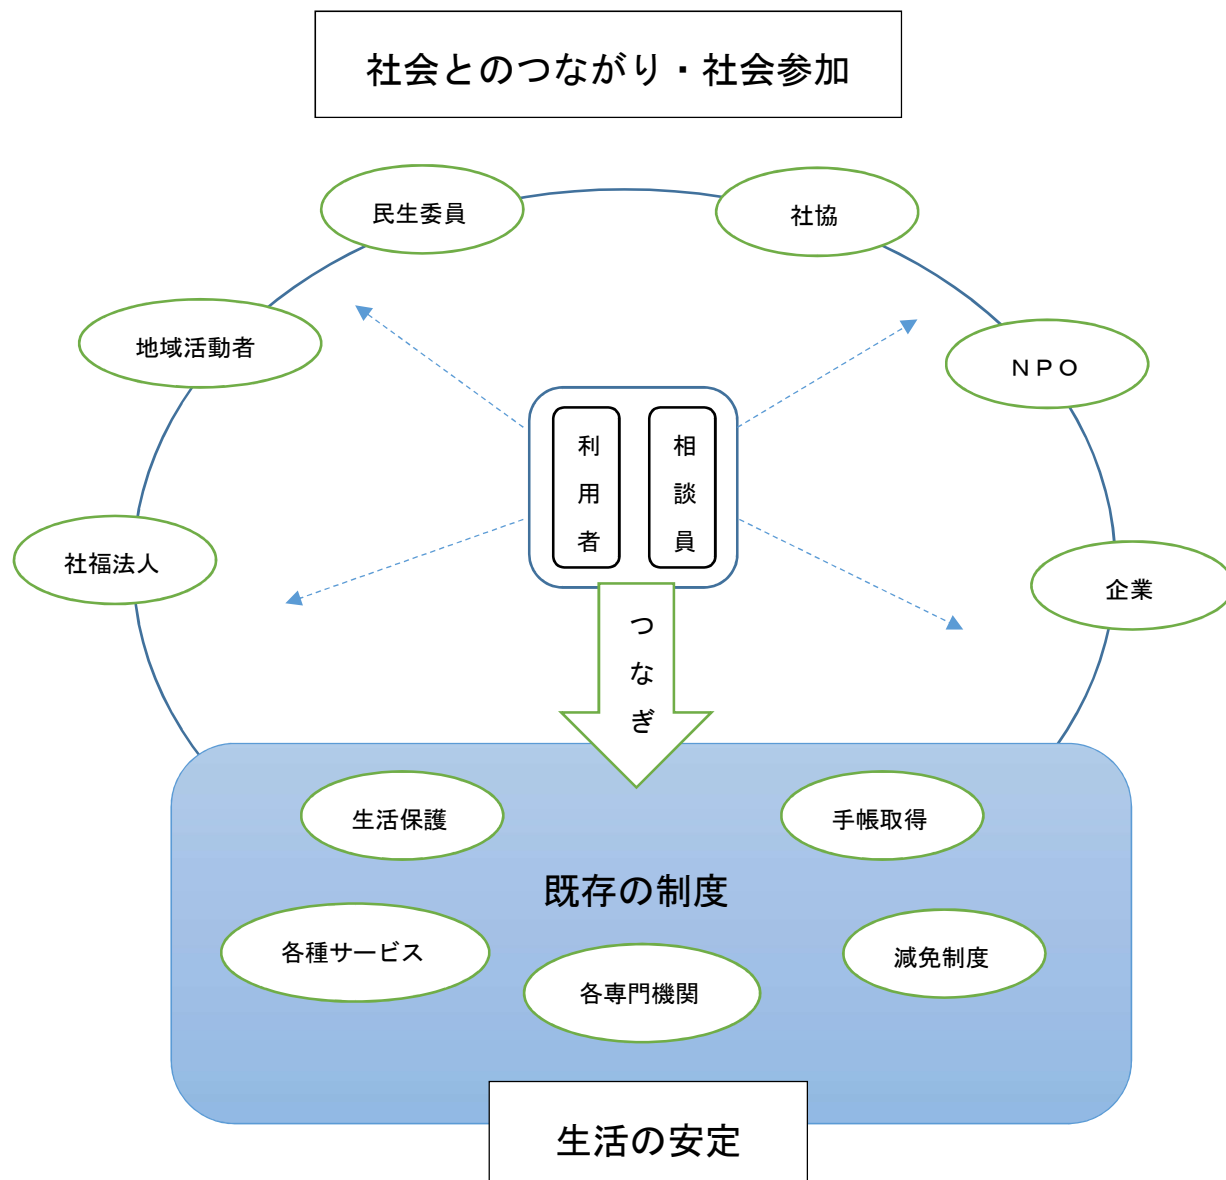 社会とのつながり・社会参加
民生委員
社協
地域活動者
ＮＰＯ
利用者
相談員
社福法人
企業
つなぎ
生活保護
手帳取得
既存の制度
各種サービス
減免制度
各専門機関
生活の安定